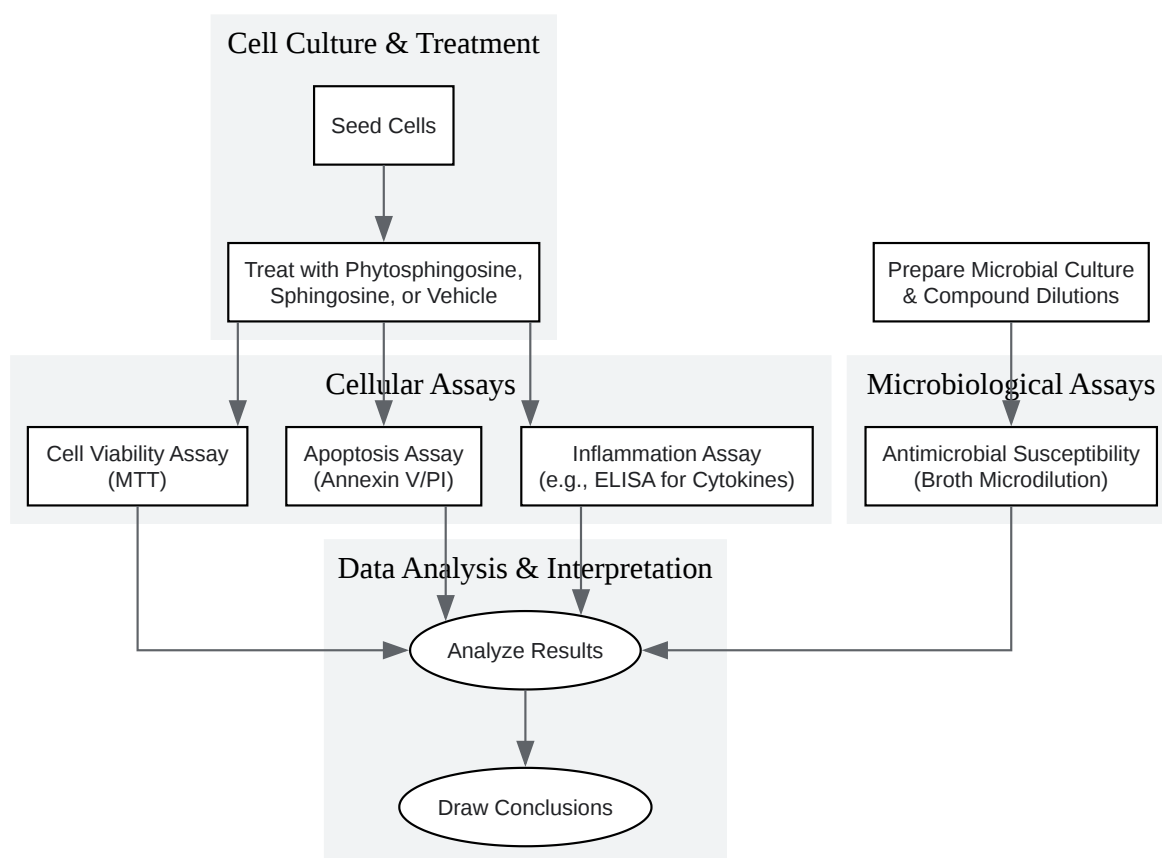 Cell Culture & Treatment
Seed Cells
Treat with Phytosphingosine,
Sphingosine, or Vehicle
Prepare Microbial Culture
& Compound Dilutions
Cellular Assays
Microbiological Assays
Cell Viability Assay
(MTT)
Apoptosis Assay
(Annexin V/PI)
Inflammation Assay
(e.g., ELISA for Cytokines)
Antimicrobial Susceptibility
(Broth Microdilution)
Data Analysis & Interpretation
Analyze Results
Draw Conclusions